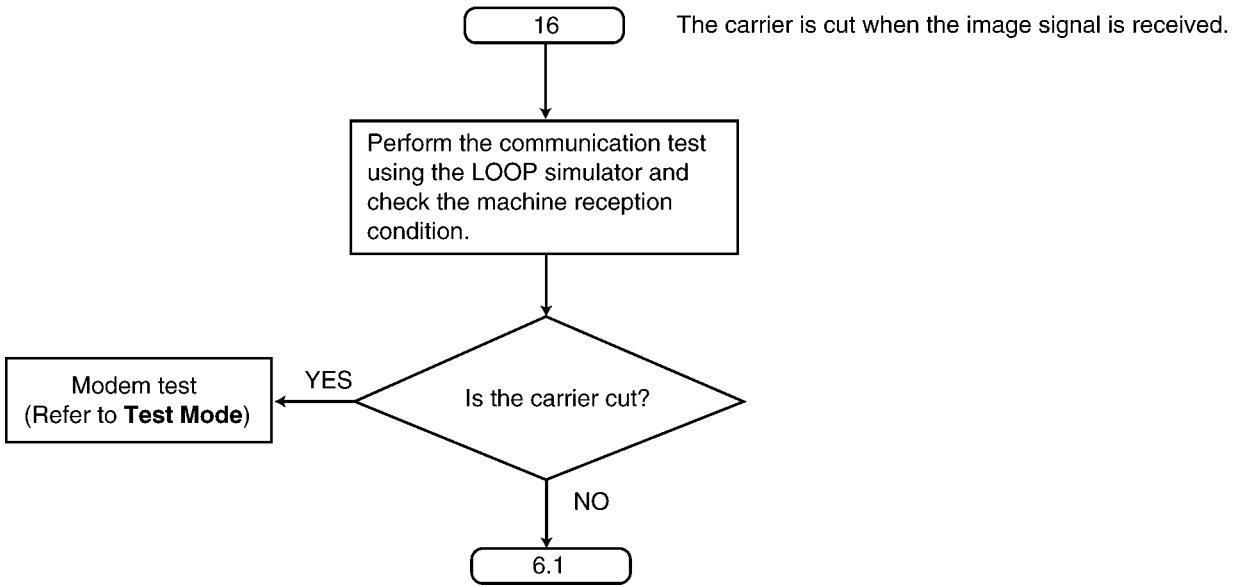 16
The carrier is cut when the image signal is received.
Perform the communication test
using the LOOP simulator and
check the machine reception
condition.
YES
Modem test
(Refer to Test Mode)
Is the carrier cut?
NO
6.1